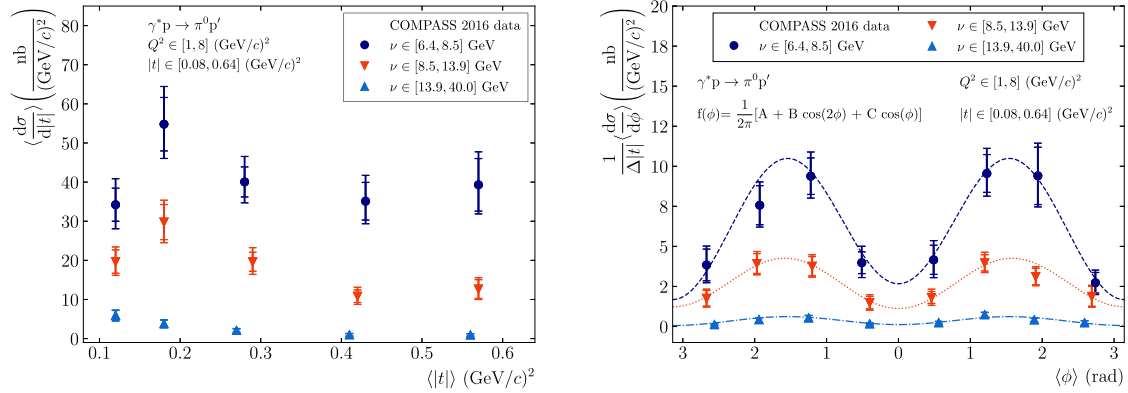 γ*p → π⁰p′
Q² ∈ [1, 8] (GeV/c)²
|t| ∈ [0.08, 0.64] (GeV/c)²
COMPASS 2016 data
ν ∈ [6.4, 8.5] GeV
ν ∈ [8.5, 13.9] GeV
ν ∈ [13.9, 40.0] GeV
⟨dσ/d|t|⟩ (nb/(GeV/c)²)
80
70
60
50
40
30
20
10
0
0.1 0.2 0.3 0.4 0.5 0.6
⟨|t|⟩ (GeV/c)²
COMPASS 2016 data
ν ∈ [6.4, 8.5] GeV
ν ∈ [8.5, 13.9] GeV
ν ∈ [13.9, 40.0] GeV
γ*p → π⁰p′
Q² ∈ [1, 8] (GeV/c)²
f(ϕ)= 1/2π [A + B cos(2ϕ) + C cos(ϕ)]
|t| ∈ [0.08, 0.64] (GeV/c)²
1/Δ|t| ⟨dσ/dϕ⟩ (nb/(GeV/c)²)
20
18
15
12
10
8
5
2
0
3 2 1 0 1 2 3
⟨ϕ⟩ (rad)